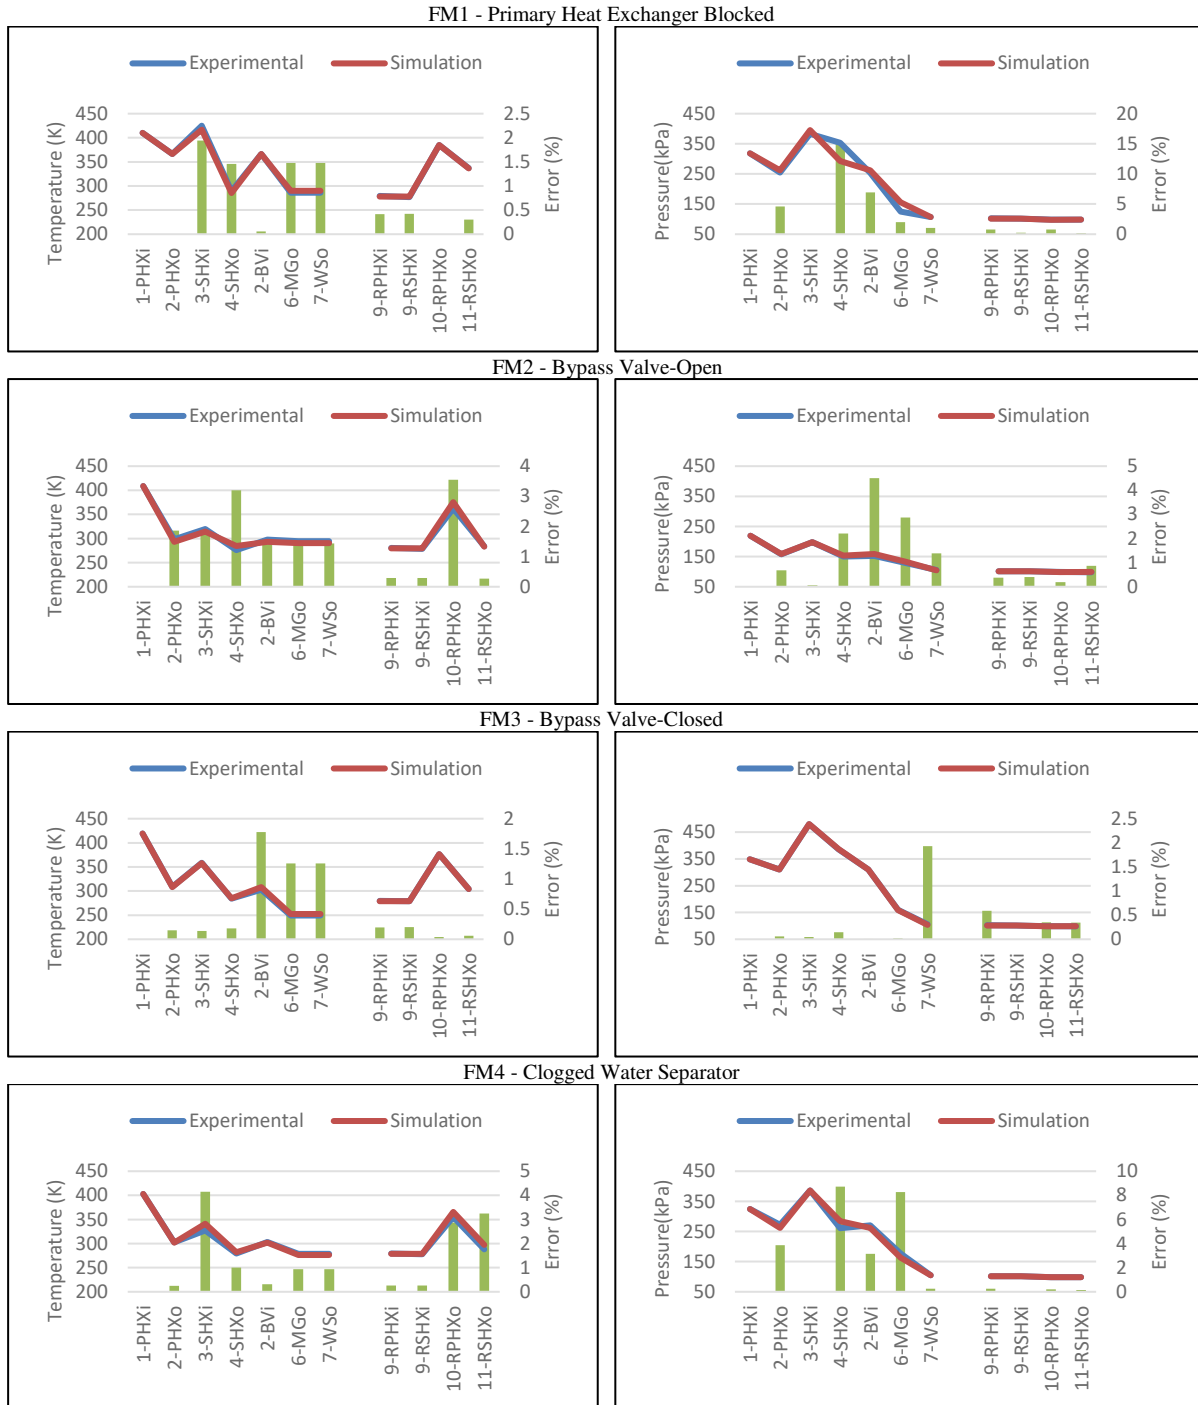 FM1 - Primary Heat Exchanger Blocked
Experimental Simulation
Temperature (K)
450
400
350
300
250
200
2.5
2
1.5
1
0.5
0
Error (%)
1-PHXi
2-PHXo
3-SHXi
4-SHXo
2-BVi
6-MGo
7-WSo
9-RPHXi
9-RSHXi
10-RPHXo
11-RSHXo
Experimental Simulation
Pressure(kPa)
450
350
250
150
50
20
15
10
5
0
Error (%)
1-PHXi
2-PHXo
3-SHXi
4-SHXo
2-BVi
6-MGo
7-WSo
9-RPHXi
9-RSHXi
10-RPHXo
11-RSHXo
FM2 - Bypass Valve-Open
Experimental Simulation
Temperature (K)
450
400
350
300
250
200
4
3
2
1
0
Error (%)
1-PHXi
2-PHXo
3-SHXi
4-SHXo
2-BVi
6-MGo
7-WSo
9-RPHXi
9-RSHXi
10-RPHXo
11-RSHXo
Experimental Simulation
Pressure(kPa)
450
350
250
150
50
5
4
3
2
1
0
Error (%)
1-PHXi
2-PHXo
3-SHXi
4-SHXo
2-BVi
6-MGo
7-WSo
9-RPHXi
9-RSHXi
10-RPHXo
11-RSHXo
FM3 - Bypass Valve-Closed
Experimental Simulation
Temperature (K)
450
400
350
300
250
200
2
1.5
1
0.5
0
Error (%)
1-PHXi
2-PHXo
3-SHXi
4-SHXo
2-BVi
6-MGo
7-WSo
9-RPHXi
9-RSHXi
10-RPHXo
11-RSHXo
Experimental Simulation
Pressure(kPa)
450
350
250
150
50
2.5
2
1.5
1
0.5
0
Error (%)
1-PHXi
2-PHXo
3-SHXi
4-SHXo
2-BVi
6-MGo
7-WSo
9-RPHXi
9-RSHXi
10-RPHXo
11-RSHXo
FM4 - Clogged Water Separator
Experimental Simulation
Temperature (K)
450
400
350
300
250
200
5
4
3
2
1
0
Error (%)
1-PHXi
2-PHXo
3-SHXi
4-SHXo
2-BVi
6-MGo
7-WSo
9-RPHXi
9-RSHXi
10-RPHXo
11-RSHXo
Experimental Simulation
Pressure(kPa)
450
350
250
150
50
10
8
6
4
2
0
Error (%)
1-PHXi
2-PHXo
3-SHXi
4-SHXo
2-BVi
6-MGo
7-WSo
9-RPHXi
9-RSHXi
10-RPHXo
11-RSHXo